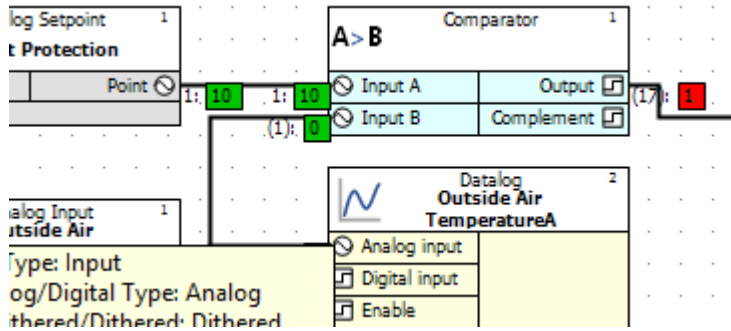 log Setpoint 1
t Protection
Point
1: 10
A>B
Comparator 1
1: 10 Input A Output (17): 1
(1): 0 Input B Complement
Datalog 2
Outside Air
TemperatureA
Analog input
Digital input
Enable
alog Input 1
utside Air
Type: Input
og/Digital Type: Analog
thered/Dithered: Dithered